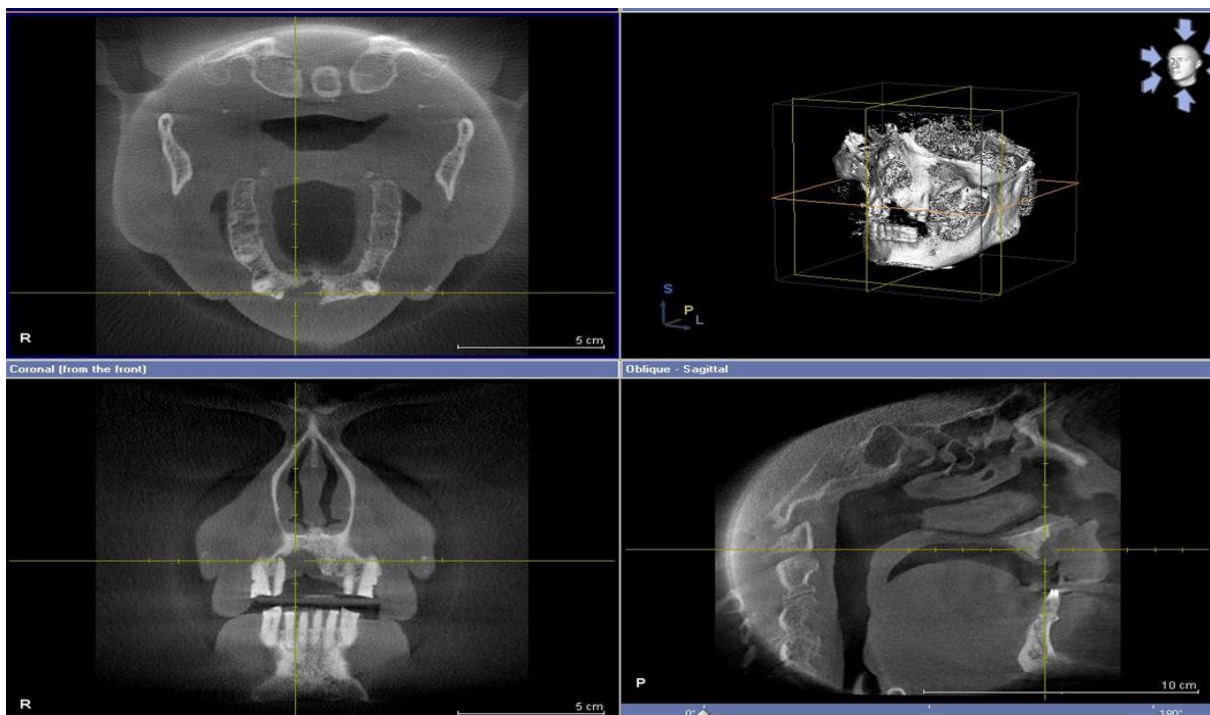 R
5 cm
S
P
L
Coronal (from the front)
Oblique - Sagittal
R
5 cm
P
10 cm
0°
180°